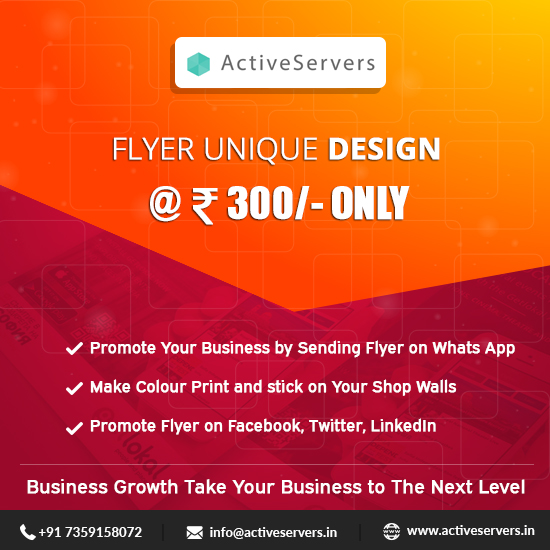 ActiveServers
FLYER UNIQUE DESIGN
@ ₹ 300/- ONLY
Promote Your Business by Sending Flyer on Whats App
Make Colour Print and stick on Your Shop Walls
Promote Flyer on Facebook, Twitter, LinkedIn
lokal
Business Growth Take Your Business to The Next Level
+91 7359158072 info@activeservers.in www.activeservers.in